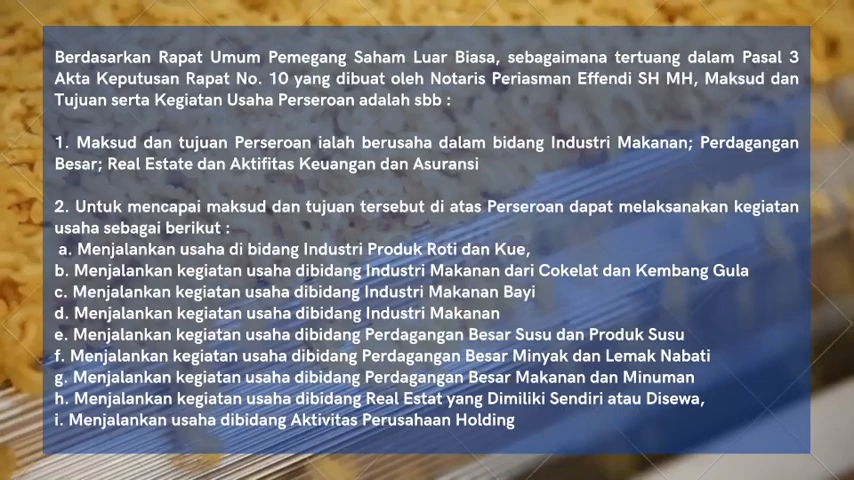 Berdasarkan Rapat Umum Pemegang Saham Luar Biasa, sebagaimana tertuang dalam Pasal 3
Akta Keputusan Rapat No. 10 yang dibuat oleh Notaris Periasman Effendi SH MH, Maksud dan
Tujuan serta Kegiatan Usaha Perseroan adalah sbb :
1. Maksud dan tujuan Perseroan ialah berusaha dalam bidang Industri Makanan; Perdagangan
Besar; Real Estate dan Aktifitas Keuangan dan Asuransi
2. Untuk mencapai maksud dan tujuan tersebut di atas Perseroan dapat melaksanakan kegiatan
usaha sebagai berikut :
a. Menjalankan usaha di bidang Industri Produk Roti dan Kue,
b. Menjalankan kegiatan usaha dibidang Industri Makanan dari Cokelat dan Kembang Gula
c. Menjalankan kegiatan usaha dibidang Industri Makanan Bayi
d. Menjalankan kegiatan usaha dibidang Industri Makanan
e. Menjalankan kegiatan usaha dibidang Perdagangan Besar Susu dan Produk Susu
f. Menjalankan kegiatan usaha dibidang Perdagangan Besar Minyak dan Lemak Nabati
g. Menjalankan kegiatan usaha dibidang Perdagangan Besar Makanan dan Minuman
h. Menjalankan kegiatan usaha dibidang Real Estat yang Dimiliki Sendiri atau Disewa,
i. Menjalankan usaha dibidang Aktivitas Perusahaan Holding